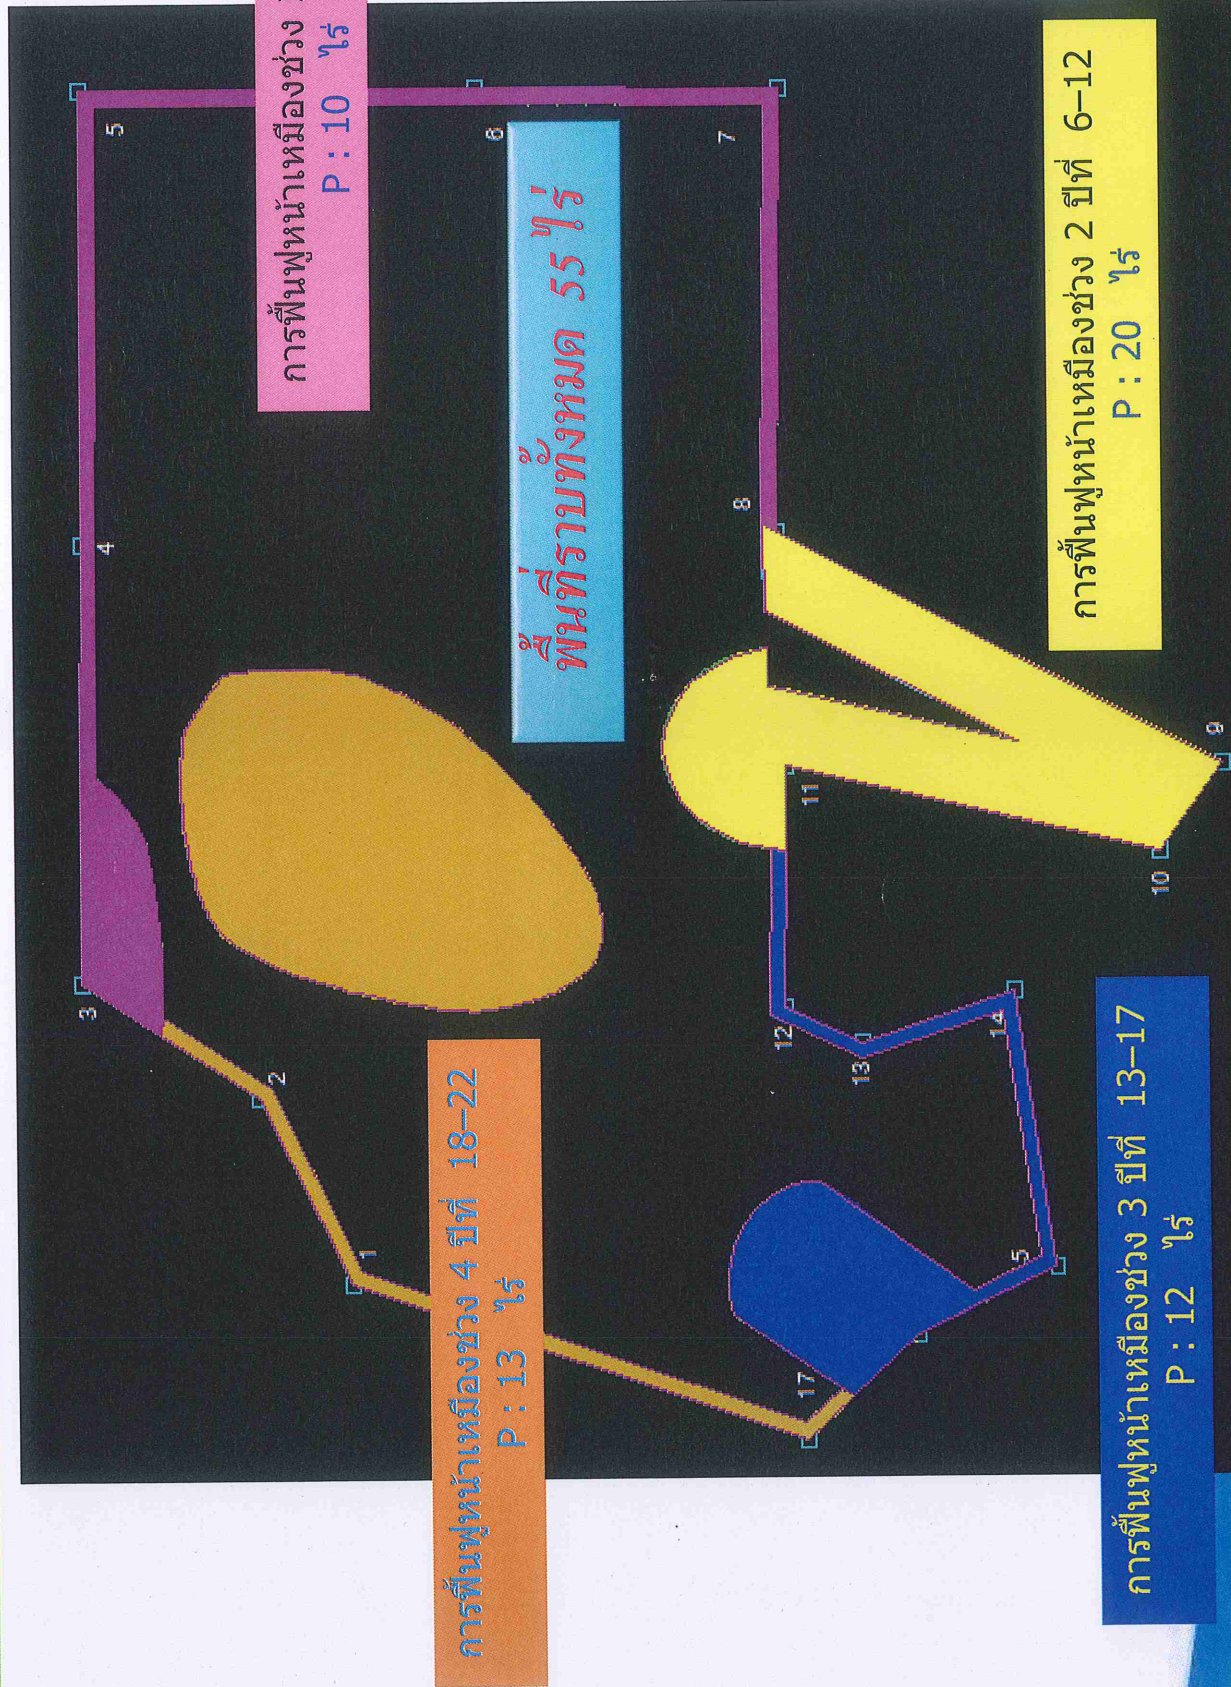 การฟื้นฟูหน้าเหมืองช่วง
P : 10 ไร่
พื้นที่ราบทั้งหมด 55 ไร่
การฟื้นฟูหน้าเหมืองช่วง 2 ปีที่ 6–12
P : 20 ไร่
การฟื้นฟูหน้าเหมืองช่วง 4 ปีที่ 18–22
P : 13 ไร่
การฟื้นฟูหน้าเหมืองช่วง 3 ปีที่ 13–17
P : 12 ไร่
1
2
3
4
5
6
7
8
9
10
11
12
13
14
5
17